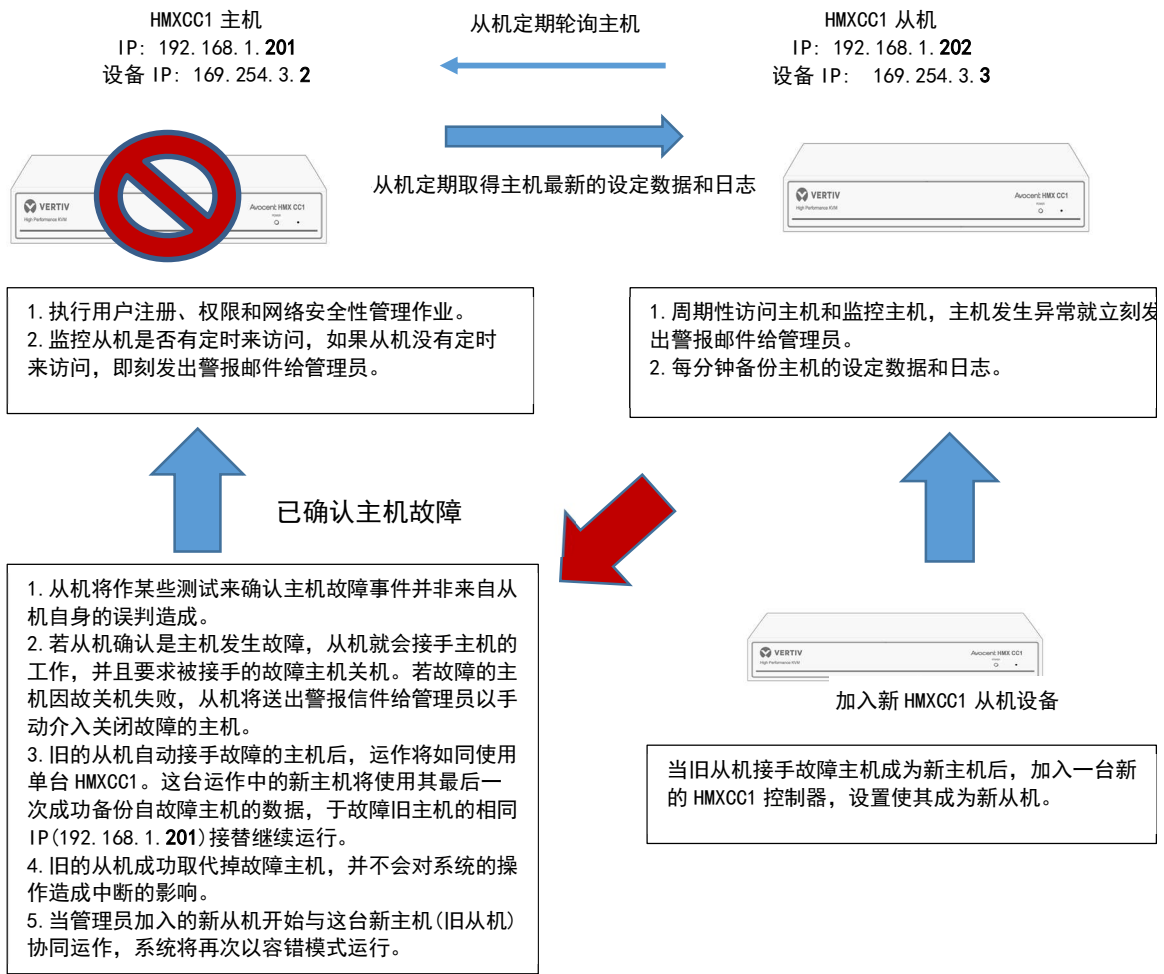 HMXCC1 主机
IP: 192.168.1.201
设备 IP: 169.254.3.2
从机定期轮询主机
HMXCC1 从机
IP: 192.168.1.202
设备 IP: 169.254.3.3
从机定期取得主机最新的设定数据和日志
VERTIV
High Performance KVM
Avocent HMX CC1
VERTIV
High Performance KVM
Avocent HMX CC1
1.执行用户注册、权限和网络安全性管理作业。
2.监控从机是否有定时来访问，如果从机没有定时
来访问，即刻发出警报邮件给管理员。
1.周期性访问主机和监控主机，主机发生异常就立刻发
出警报邮件给管理员。
2.每分钟备份主机的设定数据和日志。
已确认主机故障
1.从机将作某些测试来确认主机故障事件并非来自从
机自身的误判造成。
2.若从机确认是主机发生故障，从机就会接手主机的
工作，并且要求被接手的故障主机关机。若故障的主
机因故关机失败，从机将送出警报信件给管理员以手
动介入关闭故障的主机。
3.旧的从机自动接手故障的主机后，运作将如同使用
单台 HMXCC1。这台运作中的新主机将使用其最后一
次成功备份自故障主机的数据，于故障旧主机的相同
IP(192.168.1.201)接替继续运行。
4.旧的从机成功取代掉故障主机，并不会对系统的操
作造成中断的影响。
5.当管理员加入的新从机开始与这台新主机(旧从机)
协同运作，系统将再次以容错模式运行。
VERTIV
High Performance KVM
Avocent HMX CC1
加入新 HMXCC1 从机设备
当旧从机接手故障主机成为新主机后，加入一台新
的 HMXCC1 控制器，设置使其成为新从机。